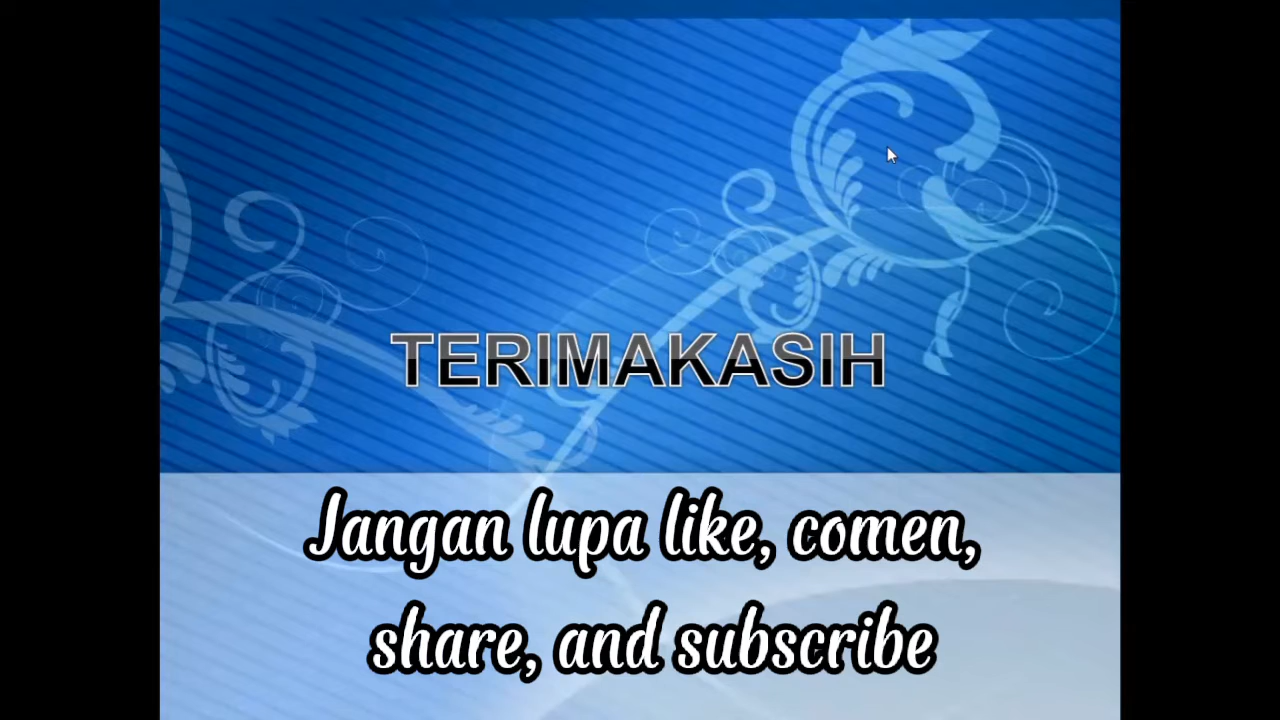 TERIMAKASIH
Jangan lupa like, comen,
share, and subscribe